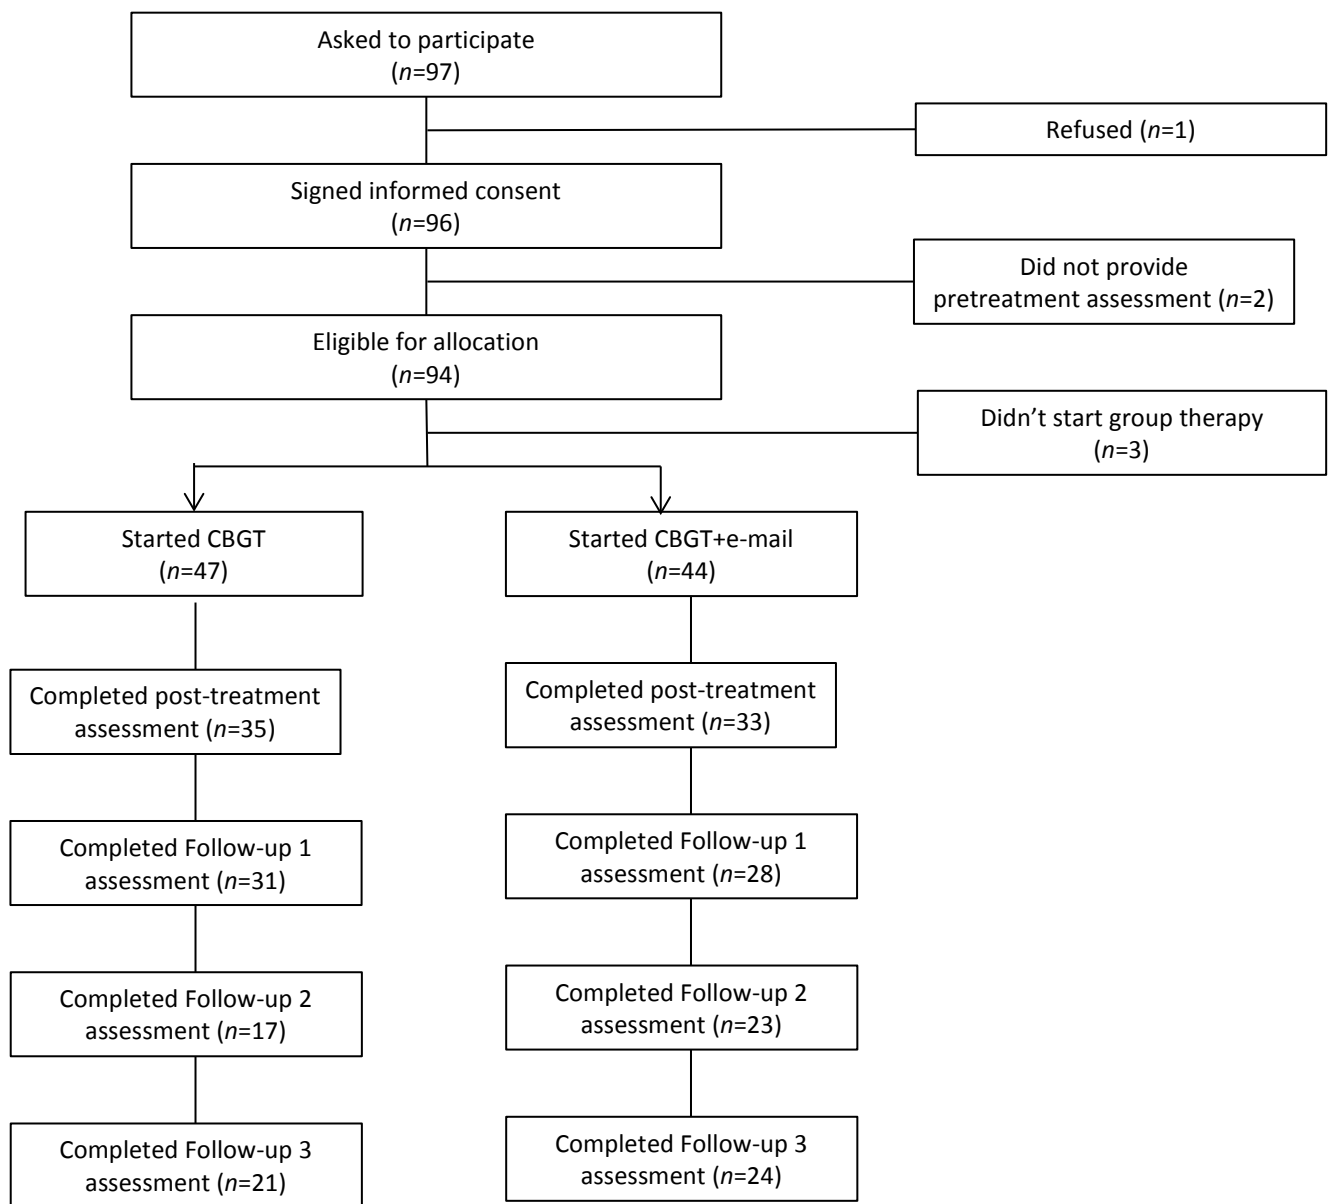 Asked to participate
(n=97)
Refused (n=1)
Signed informed consent
(n=96)
Did not provide
pretreatment assessment (n=2)
Eligible for allocation
(n=94)
Didn’t start group therapy
(n=3)
Started CBGT
(n=47)
Started CBGT+e-mail
(n=44)
Completed post-treatment
assessment (n=35)
Completed post-treatment
assessment (n=33)
Completed Follow-up 1
assessment (n=31)
Completed Follow-up 1
assessment (n=28)
Completed Follow-up 2
assessment (n=17)
Completed Follow-up 2
assessment (n=23)
Completed Follow-up 3
assessment (n=21)
Completed Follow-up 3
assessment (n=24)